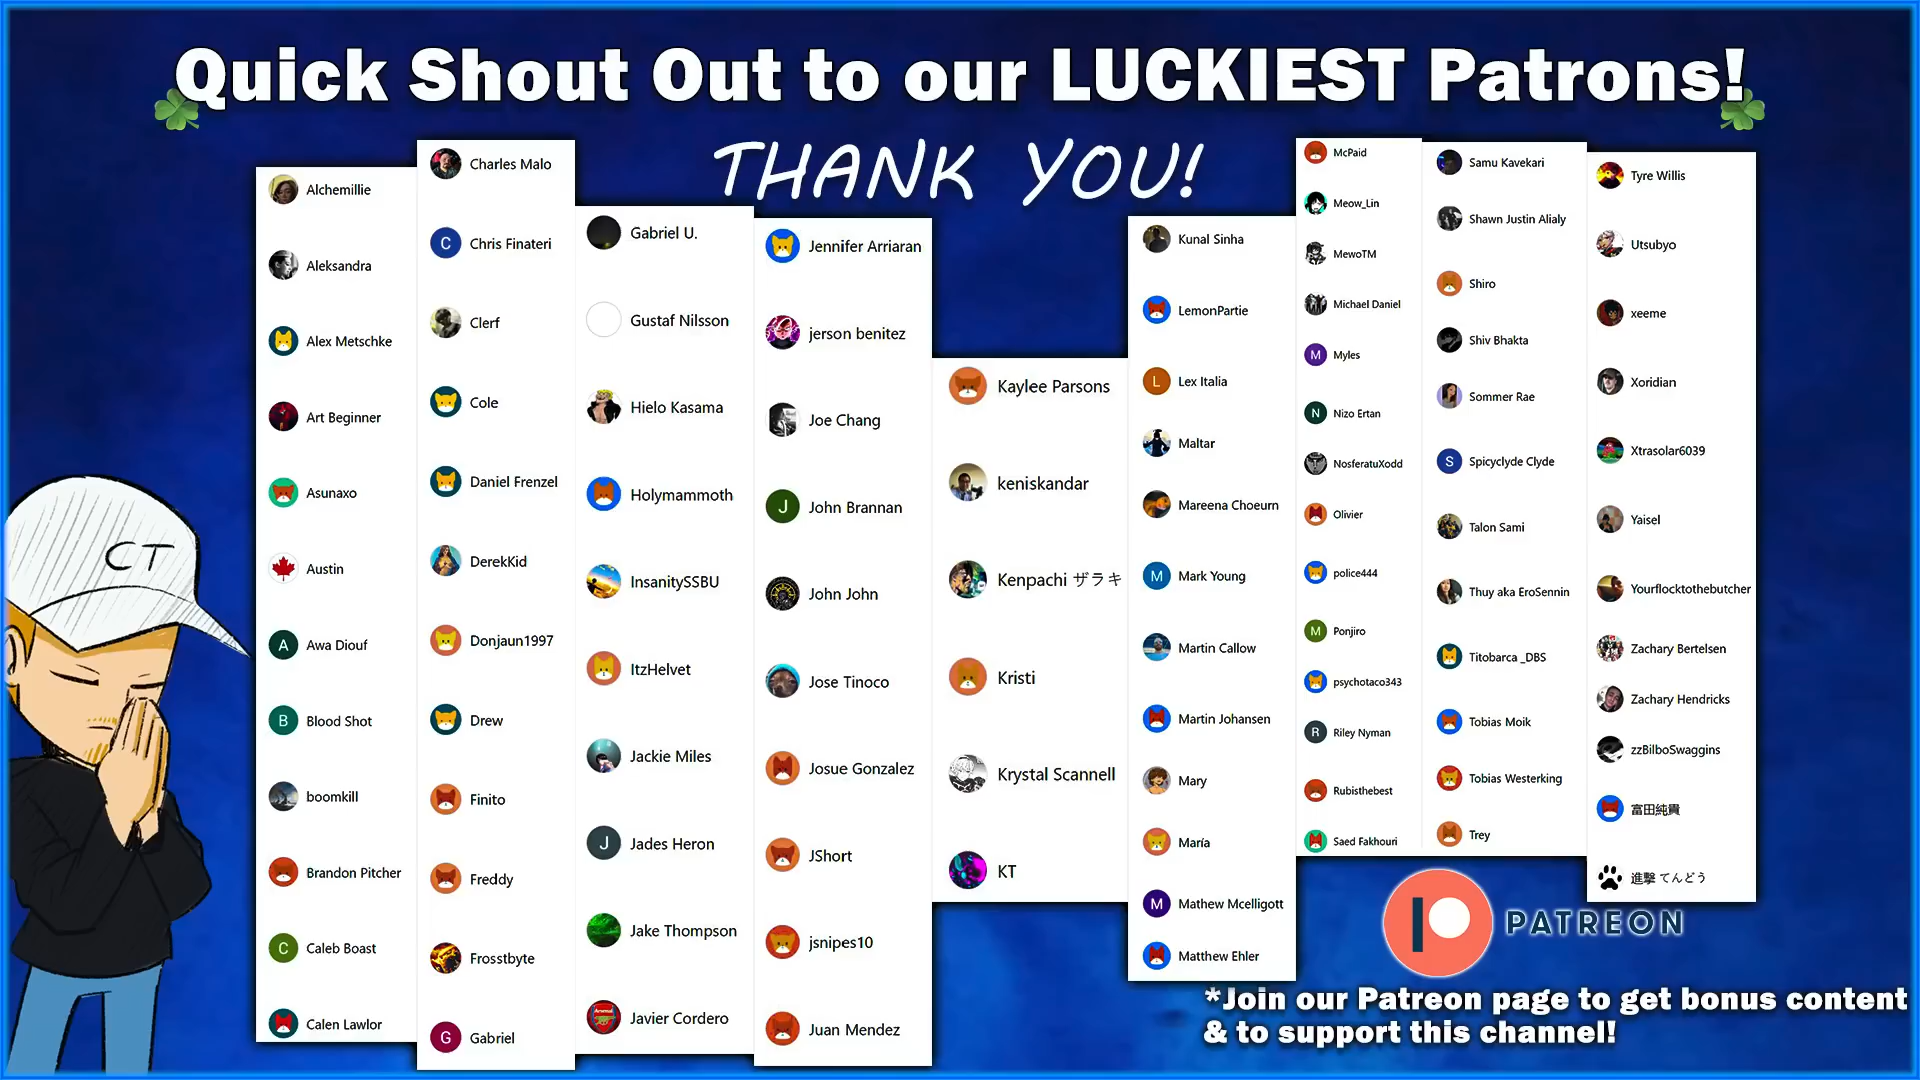 Quick Shout Out to our LUCKIEST Patrons!
THANK YOU!
Alchemillie
Aleksandra
Alex Metschke
Art Beginner
Asunaxo
Austin
A Awa Diouf
B Blood Shot
boomkill
Brandon Pitcher
C Caleb Boast
Calen Lawlor
Charles Malo
C Chris Finateri
Clerf
Cole
Daniel Frenzel
DerekKid
Donjaun1997
Drew
Finito
Freddy
Frosstbyte
G Gabriel
Gabriel U.
Gustaf Nilsson
Hielo Kasama
Holymammoth
InsanitySSBU
ItzHelvet
Jackie Miles
J Jades Heron
Jake Thompson
Arsenal Javier Cordero
Jennifer Arriaran
jerson benitez
Joe Chang
J John Brannan
John John
Jose Tinoco
Josue Gonzalez
JShort
jsnipes10
Juan Mendez
Kaylee Parsons
keniskandar
Kenpachi ザラキ
Kristi
Krystal Scannell
KT
Kunal Sinha
LemonPartie
L Lex Italia
Maltar
Mareena Choeurn
M Mark Young
Martin Callow
Martin Johansen
Mary
María
M Mathew Mcelligott
Matthew Ehler
McPaid
Meow_Lin
MewoTM
Michael Daniel
M Myles
N Nizo Ertan
NosferatuXodd
Olivier
police444
M Ponjiro
psychotaco343
R Riley Nyman
Rubisthebest
Saed Fakhouri
Samu Kavekari
Shawn Justin Alialy
Shiro
Shiv Bhakta
Sommer Rae
S Spicyclyde Clyde
Talon Sami
Thuy aka EroSennin
Titobarca _DBS
Tobias Moik
Tobias Westerking
Trey
Tyre Willis
Utsubyo
xeeme
Xoridian
Xtrasolar6039
Yaisel
Yourflocktothebutcher
Zachary Bertelsen
Zachary Hendricks
zzBilboSwaggins
富田純貴
進撃 てんどう
CT
PATREON
*Join our Patreon page to get bonus content
& to support this channel!